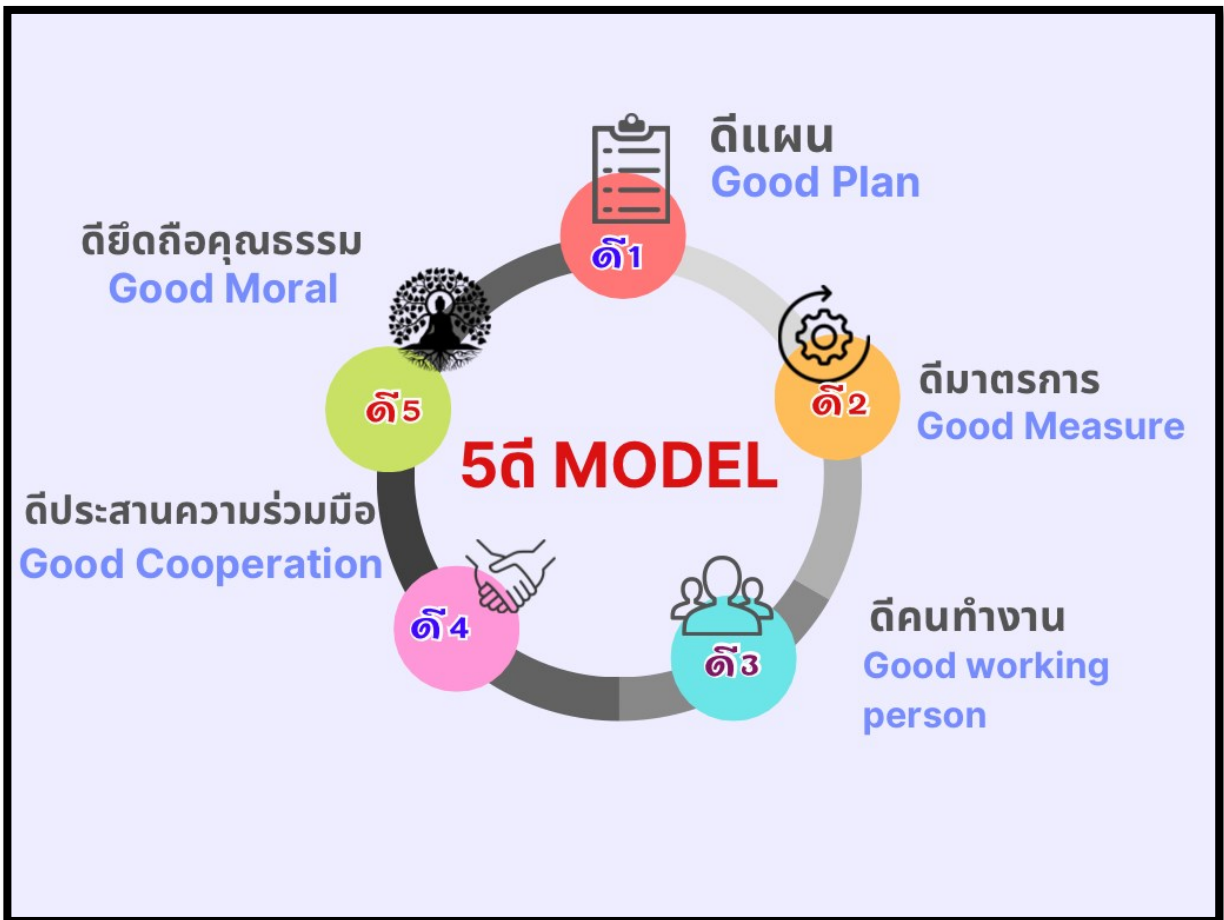 ดีแผน
Good Plan
ดี1
ดีมาตรการ
Good Measure
ดี2
ดีคนทำงาน
Good working
person
ดี3
ดีประสานความร่วมมือ
Good Cooperation
ดี4
ดียึดถือคุณธรรม
Good Moral
ดี5
5ดี MODEL